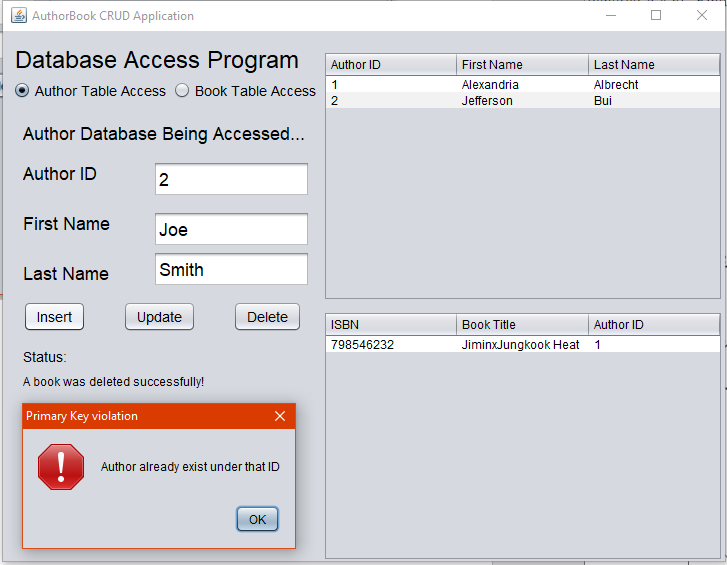 AuthorBook CRUD Application
Database Access Program
Author Table Access Book Table Access
Author Database Being Accessed...
Author ID 2
First Name Joe
Last Name Smith
Insert Update Delete
Status:
A book was deleted successfully!
Primary Key violation
Author already exist under that ID
OK
Author ID First Name Last Name
1 Alexandria Albrecht
2 Jefferson Bui
ISBN Book Title Author ID
798546232 JiminxJungkook Heat 1